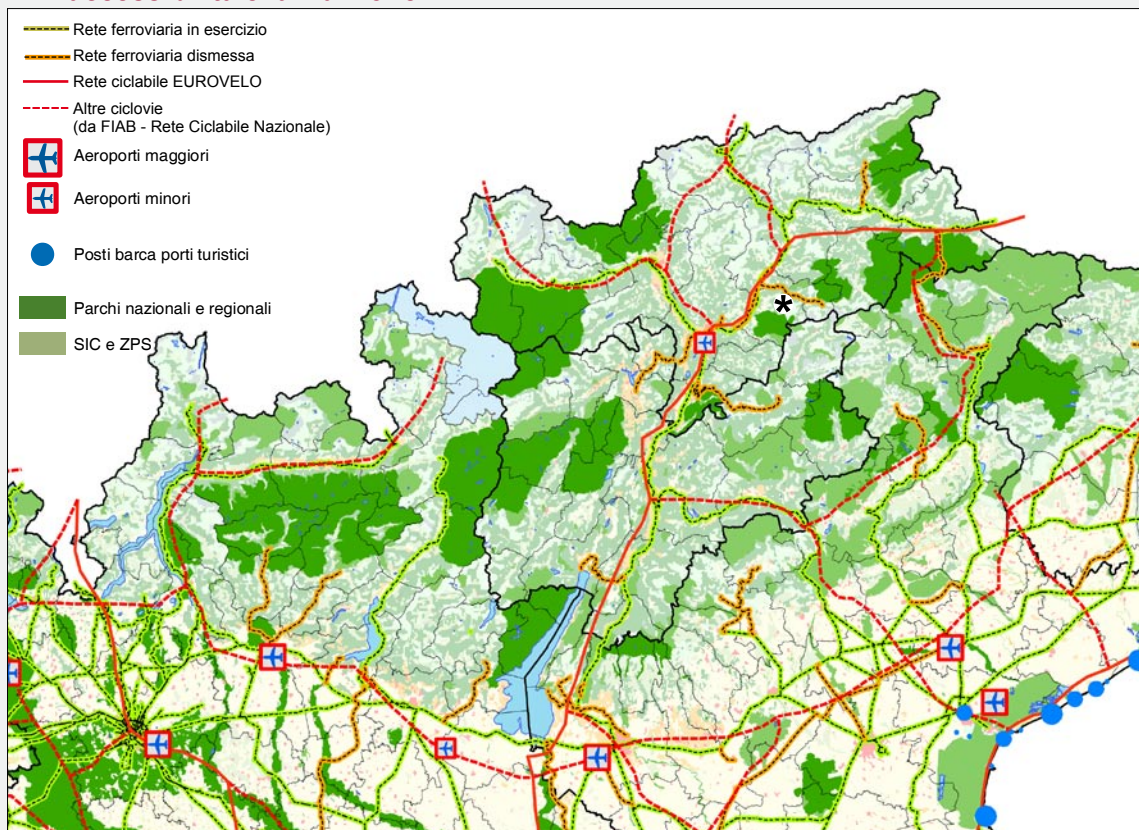 Rete ferroviaria in esercizio
Rete ferroviaria dismessa
Rete ciclabile EUROVELO
Altre ciclovie
(da FIAB - Rete Ciclabile Nazionale)
Aeroporti maggiori
Aeroporti minori
Posti barca porti turistici
Parchi nazionali e regionali
SIC e ZPS
*